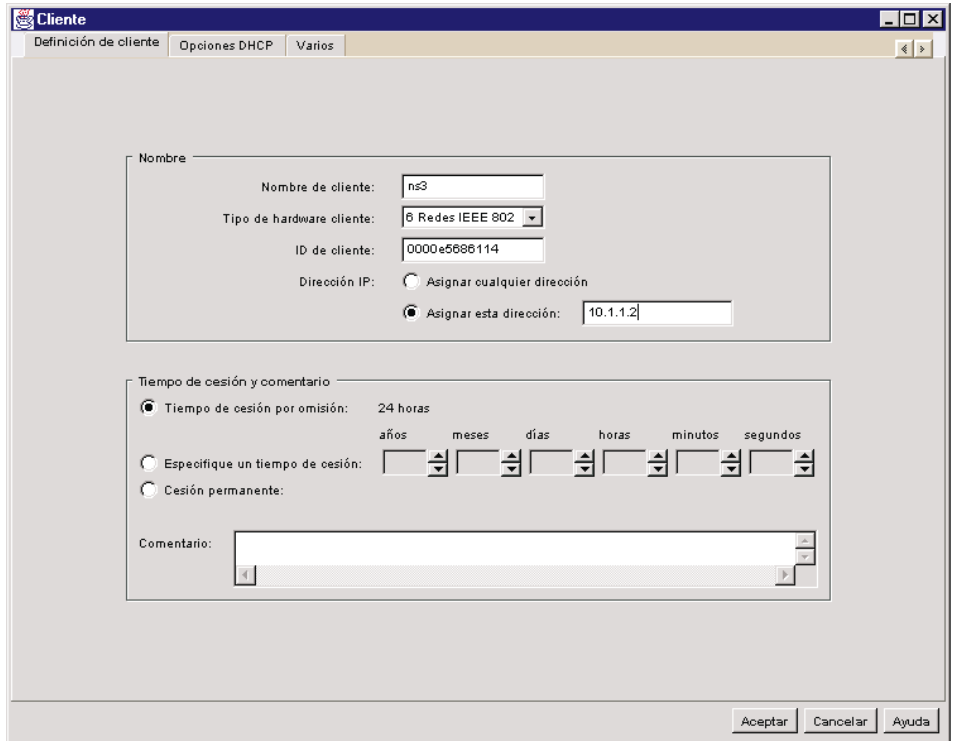 Cliente
Definición de cliente Opciones DHCP Varios
Nombre
Nombre de cliente: ns3
Tipo de hardware cliente: 6 Redes IEEE 802
ID de cliente: 0000e5686114
Dirección IP: Asignar cualquier dirección
Asignar esta dirección: 10.1.1.2
Tiempo de cesión y comentario
Tiempo de cesión por omisión: 24 horas
años meses días horas minutos segundos
Especifique un tiempo de cesión:
Cesión permanente:
Comentario:
Aceptar Cancelar Ayuda